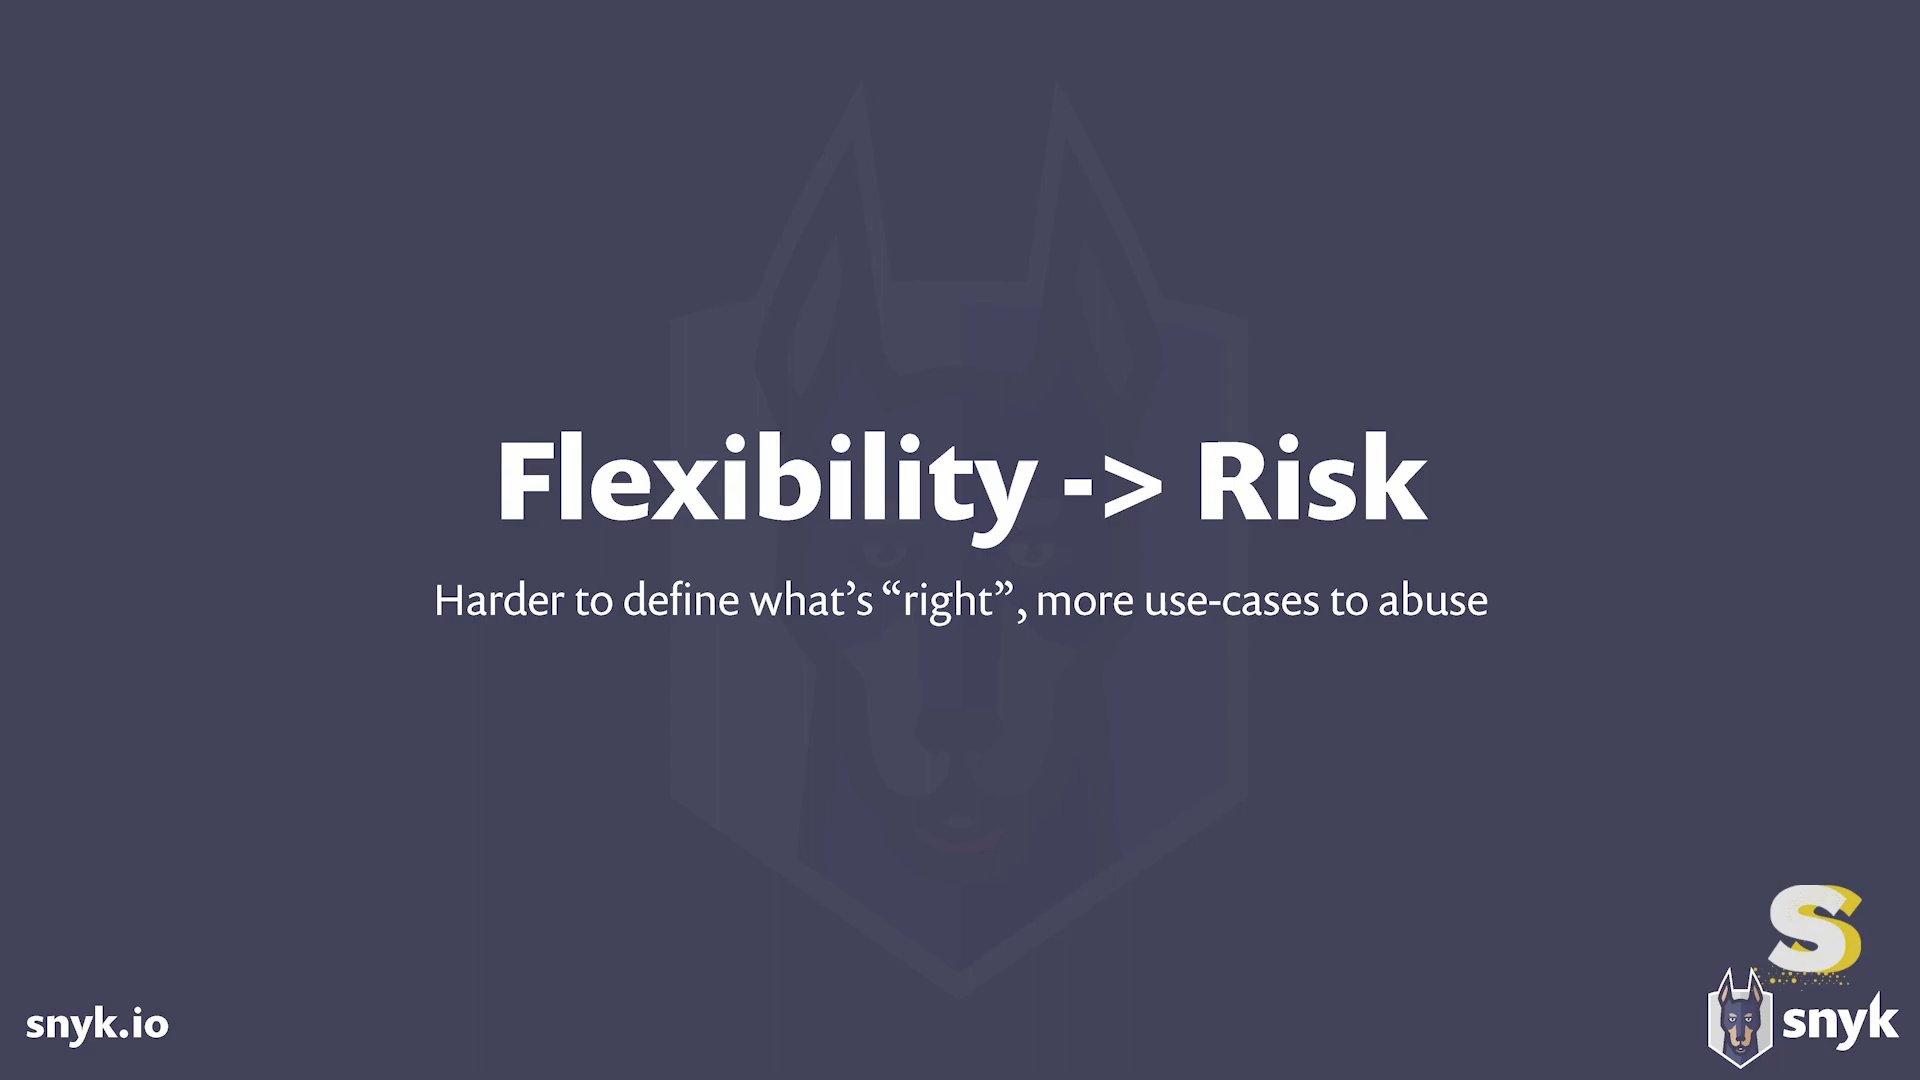 Flexibility -> Risk
Harder to define what’s “right”, more use-cases to abuse
S
snyk.io
snyk